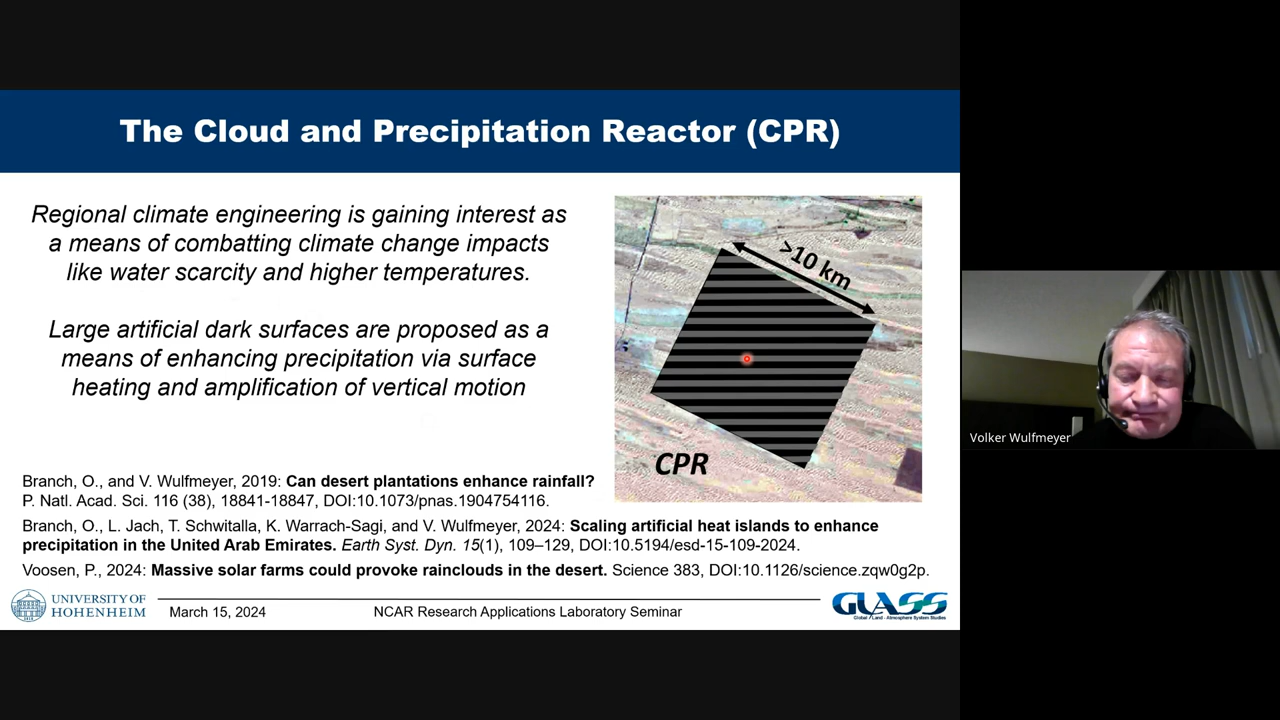 The Cloud and Precipitation Reactor (CPR)
Regional climate engineering is gaining interest as
a means of combatting climate change impacts
like water scarcity and higher temperatures.
Large artificial dark surfaces are proposed as a
means of enhancing precipitation via surface
heating and amplification of vertical motion
>10 km
CPR
Volker Wulfmeyer
Branch, O., and V. Wulfmeyer, 2019: Can desert plantations enhance rainfall?
P. Natl. Acad. Sci. 116 (38), 18841-18847, DOI:10.1073/pnas.1904754116.
Branch, O., L. Jach, T. Schwitalla, K. Warrach-Sagi, and V. Wulfmeyer, 2024: Scaling artificial heat islands to enhance
precipitation in the United Arab Emirates. Earth Syst. Dyn. 15(1), 109–129, DOI:10.5194/esd-15-109-2024.
Voosen, P., 2024: Massive solar farms could provoke rainclouds in the desert. Science 383, DOI:10.1126/science.zqw0g2p.
UNIVERSITY OF
HOHENHEIM
March 15, 2024
NCAR Research Applications Laboratory Seminar
GLASS
Global Land - Atmosphere System Studies